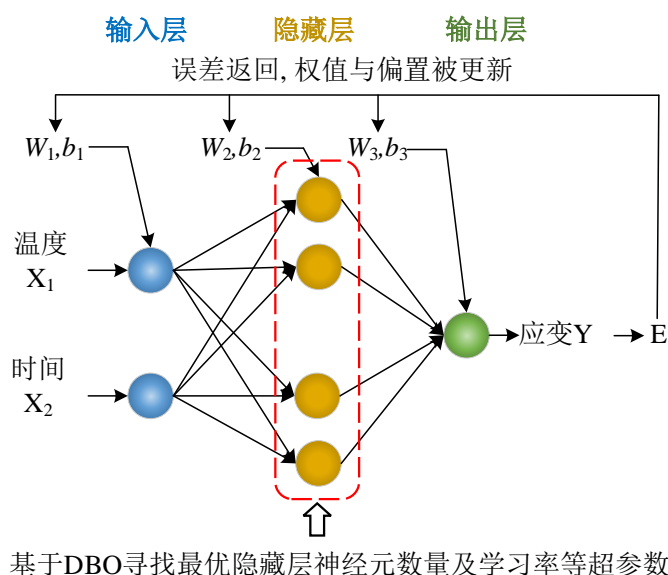 输入层 隐藏层 输出层
误差返回, 权值与偏置被更新
W₁,b₁ W₂,b₂ W₃,b₃
温度
X₁
应变Y E
时间
X₂
基于DBO寻找最优隐藏层神经元数量及学习率等超参数